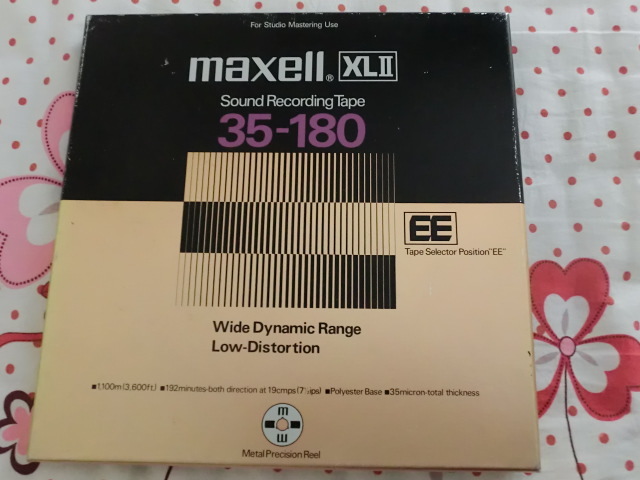 For Studio Mastering Use
maxell® XLII
Sound Recording Tape
35-180
EE
Tape Selector Position "EE"
Wide Dynamic Range
Low-Distortion
■1,100m(3,600ft.) ■192minutes-both direction at 19cmps(7½ips) ■Polyester Base ■35micron-total thickness
m
m
Metal Precision Reel